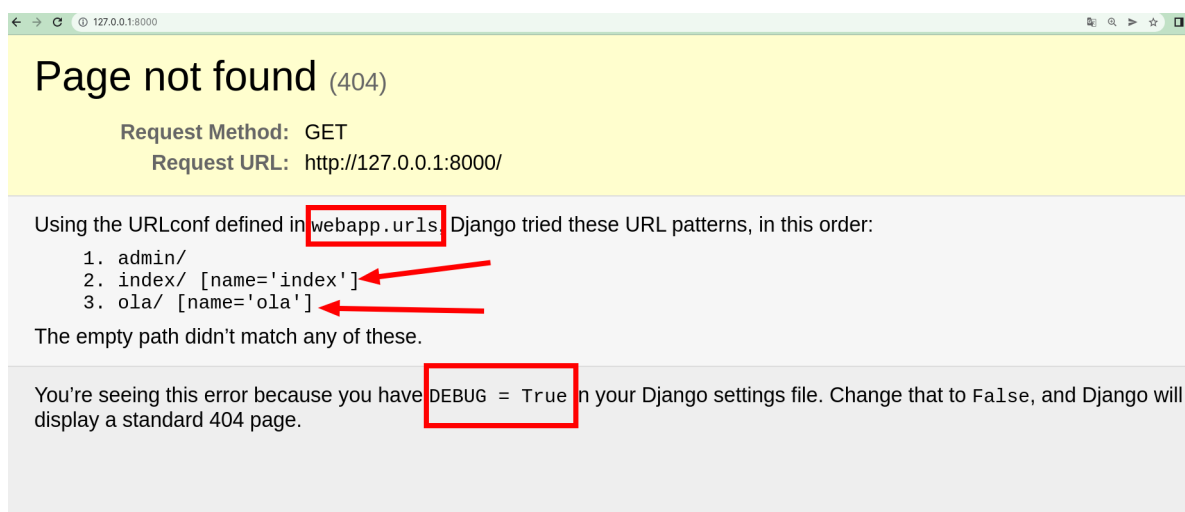 127.0.0.1:8000
Page not found (404)
Request Method: GET
Request URL: http://127.0.0.1:8000/
Using the URLconf defined in webapp.urls, Django tried these URL patterns, in this order:
1. admin/
2. index/ [name='index']
3. ola/ [name='ola']
The empty path didn’t match any of these.
You’re seeing this error because you have DEBUG = True in your Django settings file. Change that to False, and Django will
display a standard 404 page.